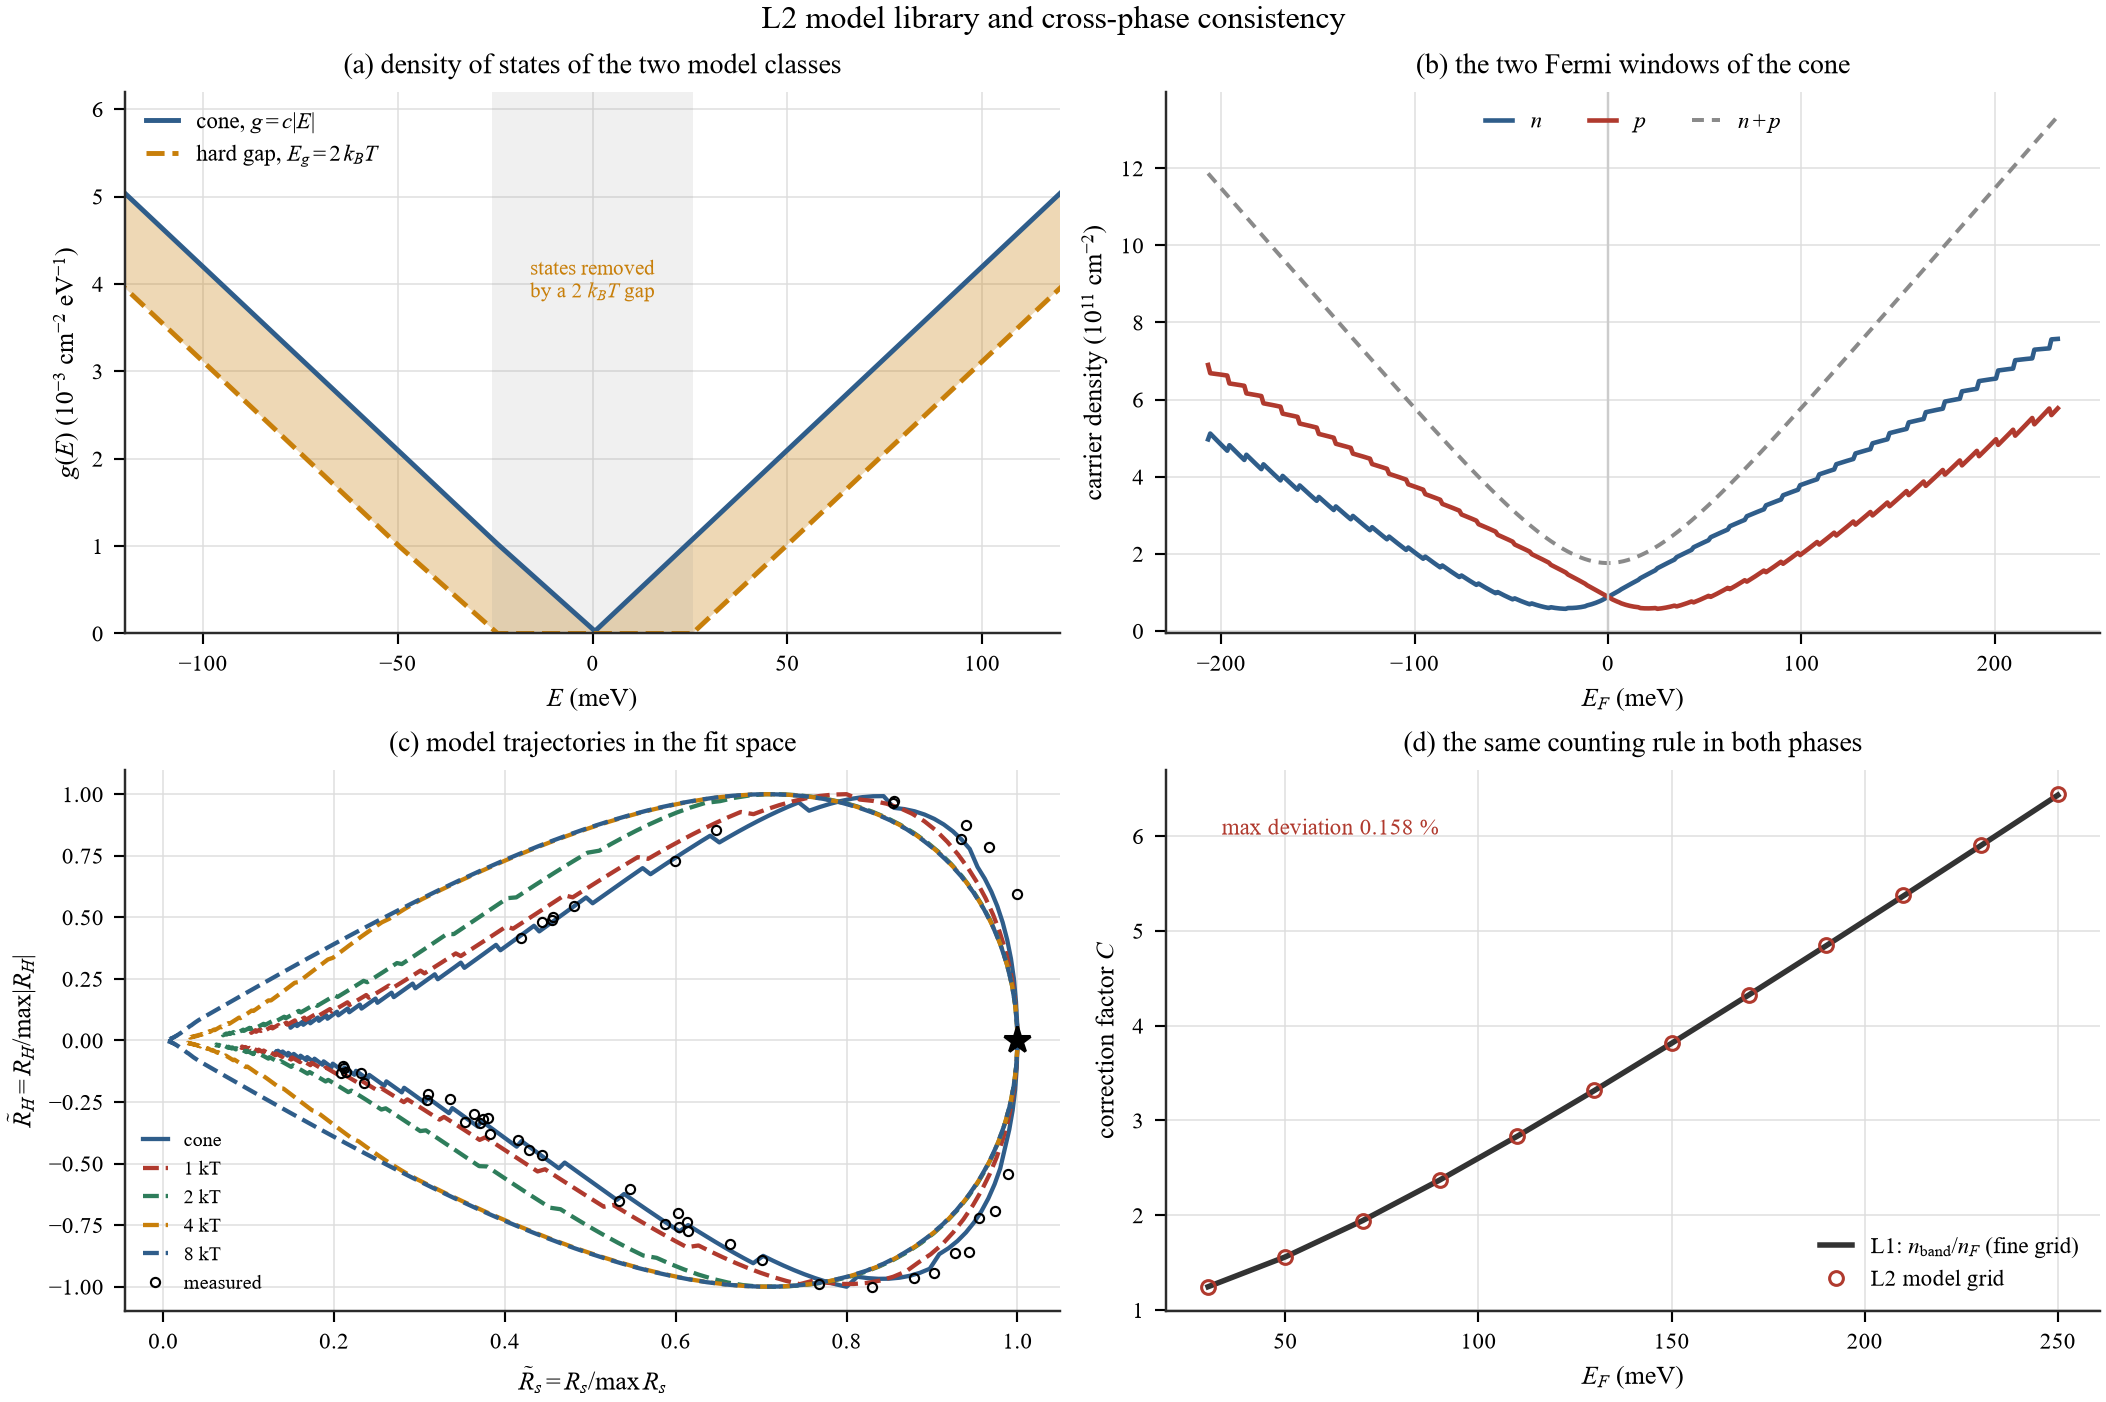 L2 model library and cross-phase consistency
(a) density of states of the two model classes
cone, g = c|E|
hard gap, E_g = 2 k_BT
states removed
by a 2 k_BT gap
g(E) (10⁻³ cm⁻² eV⁻¹)
6
5
4
3
2
1
0
−100
−50
0
50
100
E (meV)
(b) the two Fermi windows of the cone
n
p
n + p
carrier density (10¹¹ cm⁻²)
12
10
8
6
4
2
0
−200
−100
0
100
200
E_F (meV)
(c) model trajectories in the fit space
R̃_H = R_H/max|R_H|
1.00
0.75
0.50
0.25
0.00
−0.25
−0.50
−0.75
−1.00
cone
1 kT
2 kT
4 kT
8 kT
measured
0.0
0.2
0.4
0.6
0.8
1.0
R̃_s = R_s/max R_s
(d) the same counting rule in both phases
max deviation 0.158 %
correction factor C
6
5
4
3
2
1
L1: n_band/n_F (fine grid)
L2 model grid
50
100
150
200
250
E_F (meV)